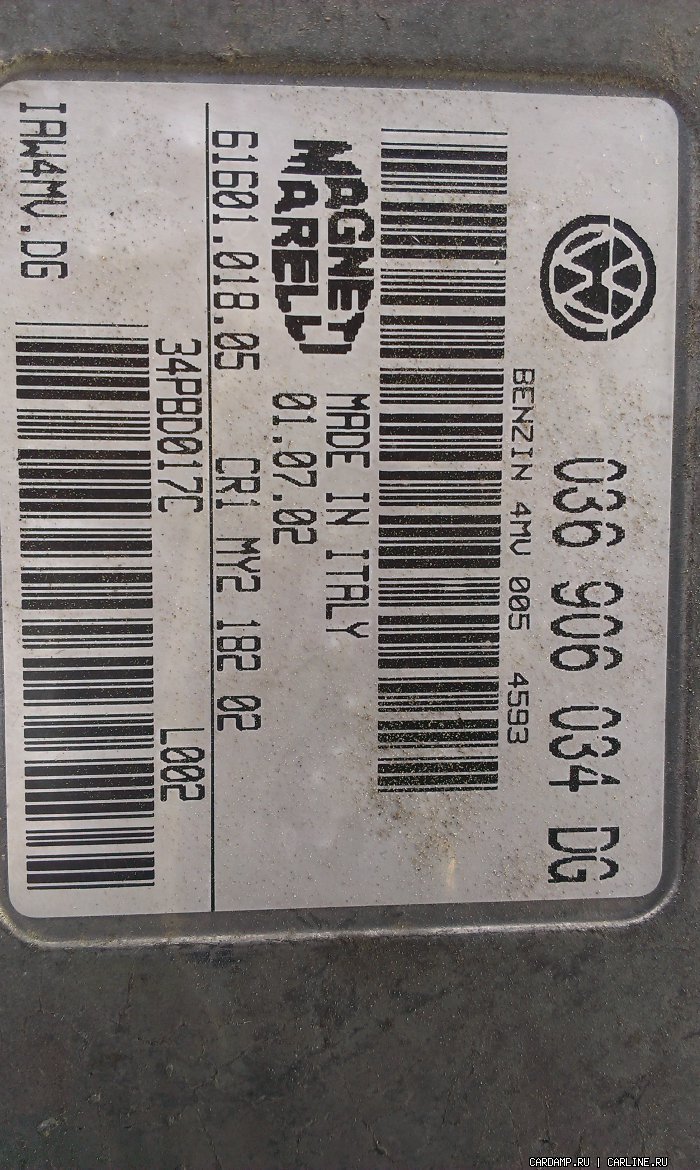 036 906 034 DG
BENZIN 4MV 005 4593
MAGNETI
MARELLI
MADE IN ITALY
01.07.02
61601.018.05 CR1 MY2 182 02
34PBD017C L002
IAW4MV.DG
CARDAMP.RU | CARLINE.RU